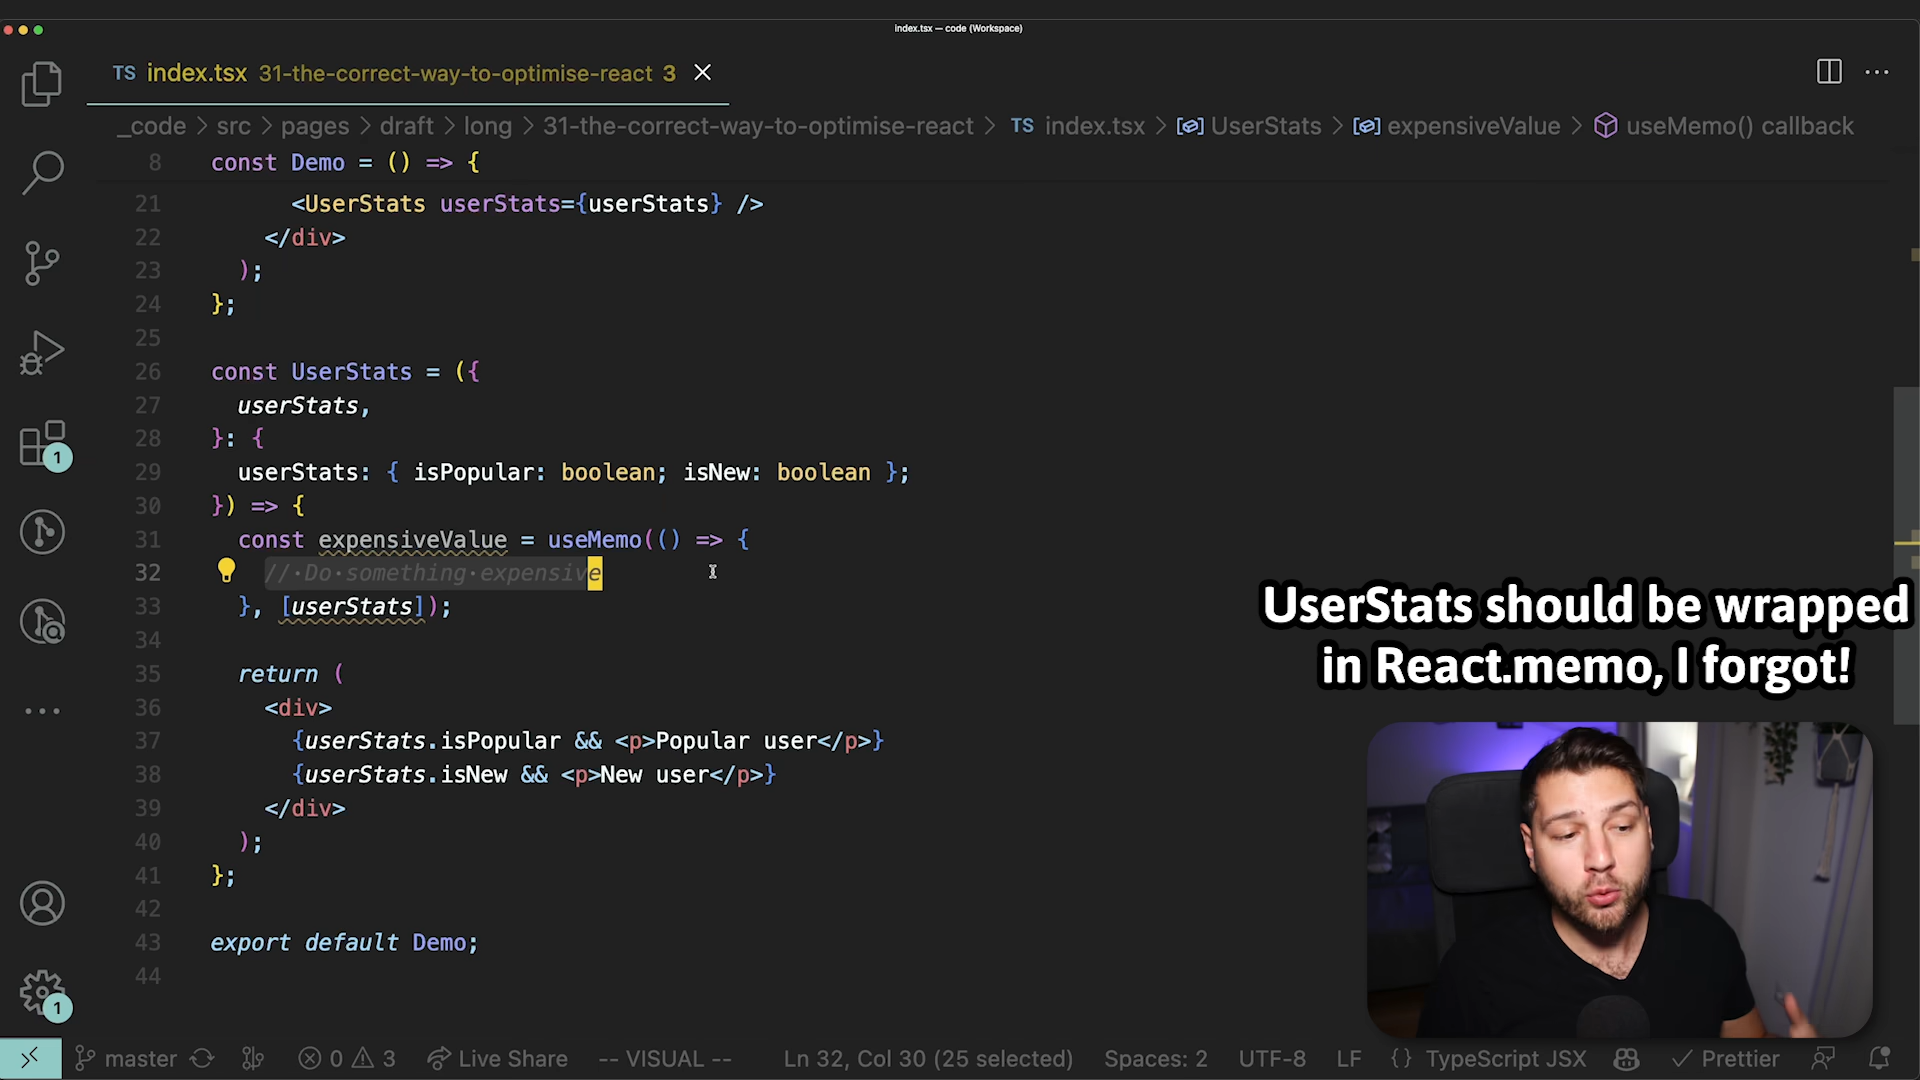 index.tsx — code (Workspace)
TS index.tsx 31-the-correct-way-to-optimise-react 3
_code > src > pages > draft > long > 31-the-correct-way-to-optimise-react > TS index.tsx > UserStats > expensiveValue > useMemo() callback
8 const Demo = () => {
21 <UserStats userStats={userStats} />
22 </div>
23 );
24 };
25
26 const UserStats = ({
27 userStats,
28 }: {
29 userStats: { isPopular: boolean; isNew: boolean };
30 }) => {
31 const expensiveValue = useMemo(() => {
32 //·Do·something·expensive
33 }, [userStats]);
34
35 return (
36 <div>
37 {userStats.isPopular && <p>Popular user</p>}
38 {userStats.isNew && <p>New user</p>}
39 </div>
40 );
41 };
42
43 export default Demo;
44
1
1
UserStats should be wrapped
in React.memo, I forgot!
master 0 3 Live Share -- VISUAL -- Ln 32, Col 30 (25 selected) Spaces: 2 UTF-8 LF {} TypeScript JSX Prettier